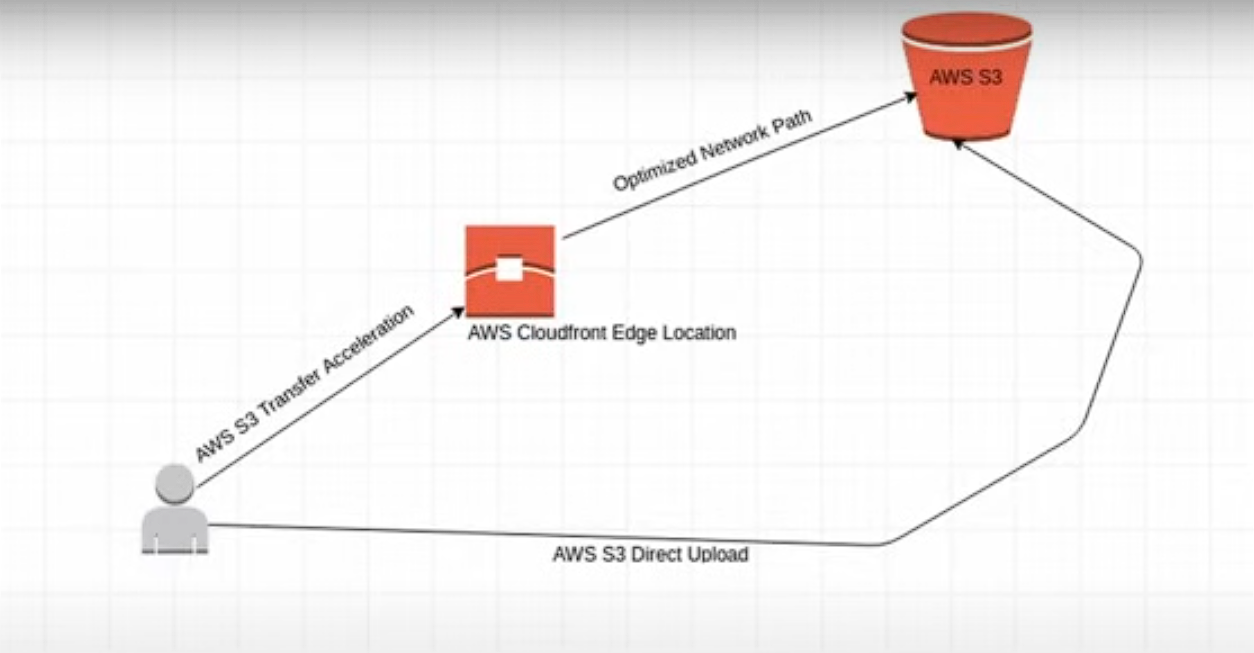 AWS S3
Optimized Network Path
AWS Cloudfront Edge Location
AWS S3 Transfer Acceleration
AWS S3 Direct Upload